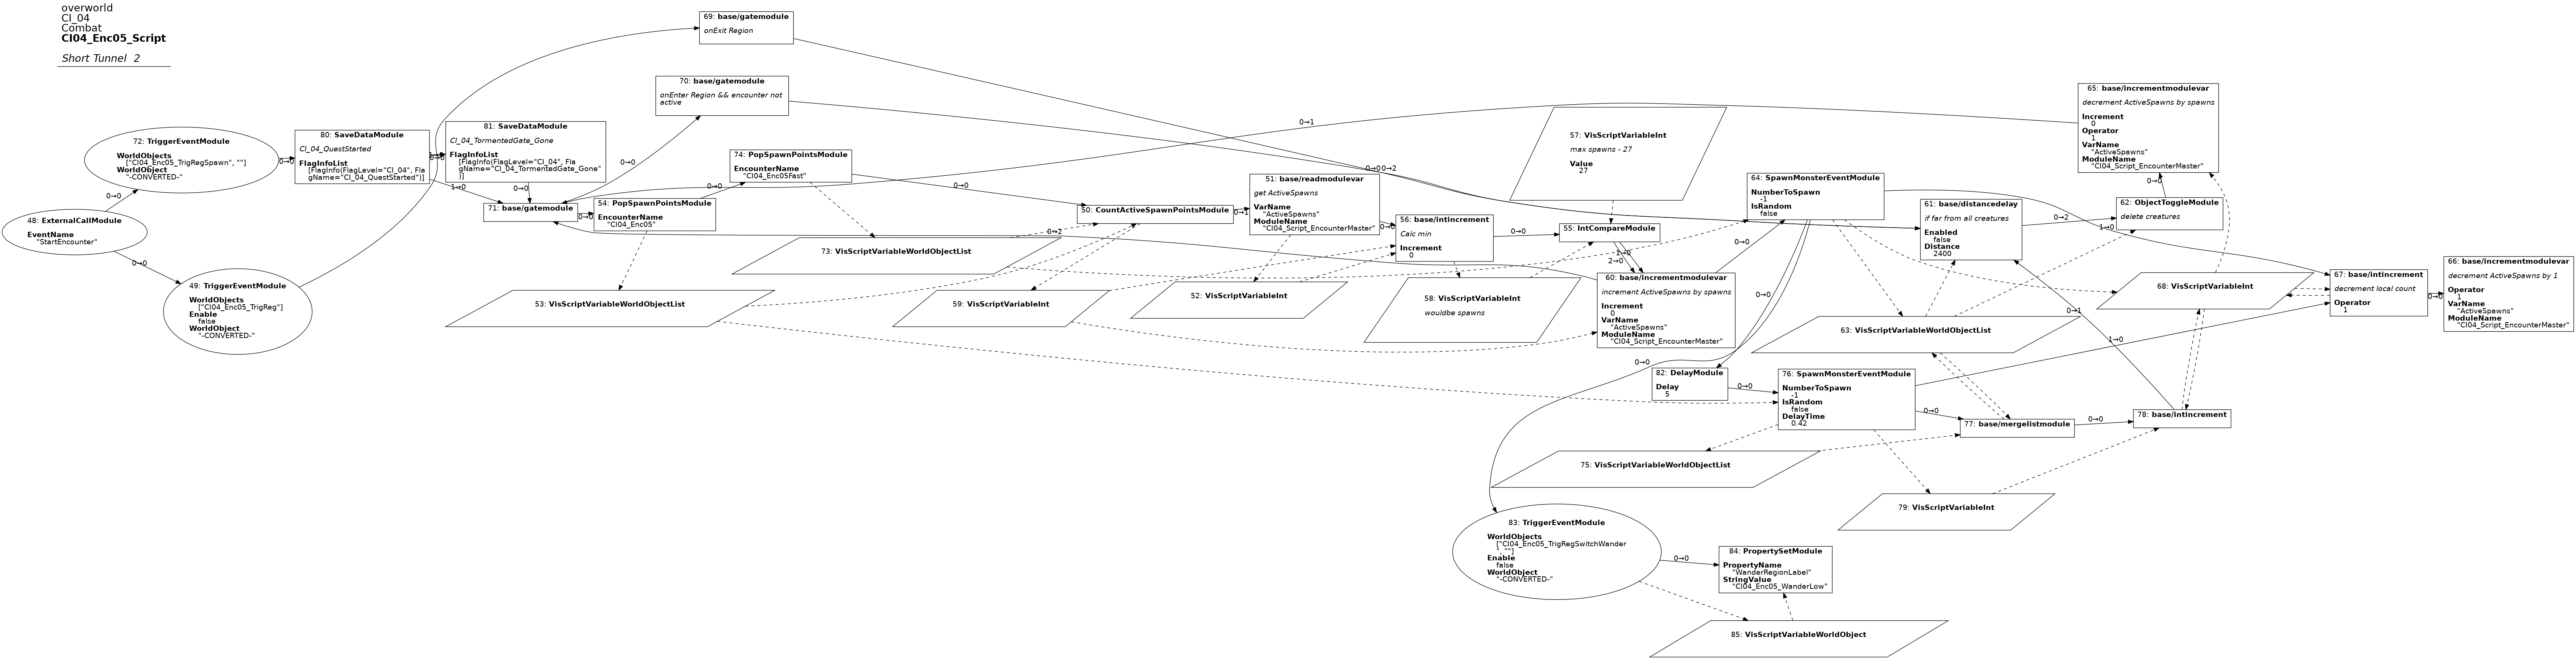 overworld
CI_04
Combat
CI04_Enc05_Script
Short Tunnel  2
69: base/gatemodule
onExit Region
70: base/gatemodule
onEnter Region && encounter not
active
72: TriggerEventModule
WorldObjects
["CI04_Enc05_TrigRegSpawn", ""]
WorldObject
"-CONVERTED-"
80: SaveDataModule
CI_04_QuestStarted
FlagInfoList
[FlagInfo(FlagLevel="CI_04", Fla
gName="CI_04_QuestStarted")]
81: SaveDataModule
CI_04_TormentedGate_Gone
FlagInfoList
[FlagInfo(FlagLevel="CI_04", Fla
gName="CI_04_TormentedGate_Gone"
)]
48: ExternalCallModule
EventName
"StartEncounter"
49: TriggerEventModule
WorldObjects
["CI04_Enc05_TrigReg"]
Enable
false
WorldObject
"-CONVERTED-"
71: base/gatemodule
54: PopSpawnPointsModule
EncounterName
"CI04_Enc05"
74: PopSpawnPointsModule
EncounterName
"CI04_Enc05Fast"
73: VisScriptVariableWorldObjectList
53: VisScriptVariableWorldObjectList
50: CountActiveSpawnPointsModule
59: VisScriptVariableInt
51: base/readmodulevar
get ActiveSpawns
VarName
"ActiveSpawns"
ModuleName
"CI04_Script_EncounterMaster"
52: VisScriptVariableInt
56: base/intincrement
Calc min
Increment
0
58: VisScriptVariableInt
wouldbe spawns
57: VisScriptVariableInt
max spawns - 27
Value
27
55: IntCompareModule
60: base/incrementmodulevar
increment ActiveSpawns by spawns
Increment
0
VarName
"ActiveSpawns"
ModuleName
"CI04_Script_EncounterMaster"
64: SpawnMonsterEventModule
NumberToSpawn
-1
IsRandom
false
61: base/distancedelay
if far from all creatures
Enabled
false
Distance
2400
65: base/incrementmodulevar
decrement ActiveSpawns by spawns
Increment
0
Operator
1
VarName
"ActiveSpawns"
ModuleName
"CI04_Script_EncounterMaster"
62: ObjectToggleModule
delete creatures
68: VisScriptVariableInt
63: VisScriptVariableWorldObjectList
67: base/intincrement
decrement local count
Operator
1
66: base/incrementmodulevar
decrement ActiveSpawns by 1
Operator
1
VarName
"ActiveSpawns"
ModuleName
"CI04_Script_EncounterMaster"
82: DelayModule
Delay
5
76: SpawnMonsterEventModule
NumberToSpawn
-1
IsRandom
false
DelayTime
0.42
77: base/mergelistmodule
78: base/intincrement
75: VisScriptVariableWorldObjectList
79: VisScriptVariableInt
83: TriggerEventModule
WorldObjects
["CI04_Enc05_TrigRegSwitchWander
", ""]
Enable
false
WorldObject
"-CONVERTED-"
84: PropertySetModule
PropertyName
"WanderRegionLabel"
StringValue
"CI04_Enc05_WanderLow"
85: VisScriptVariableWorldObject
0→0
0→0
0→0
1→0
0→0
0→0
0→0
0→0
0→0
0→1
0→1
0→2
0→0
0→0
0→2
0→0
1→0
2→0
0→0
0→0
0→0
0→0
0→0
0→0
0→1
1→0
1→0
0→2
0→0
0→0
0→0